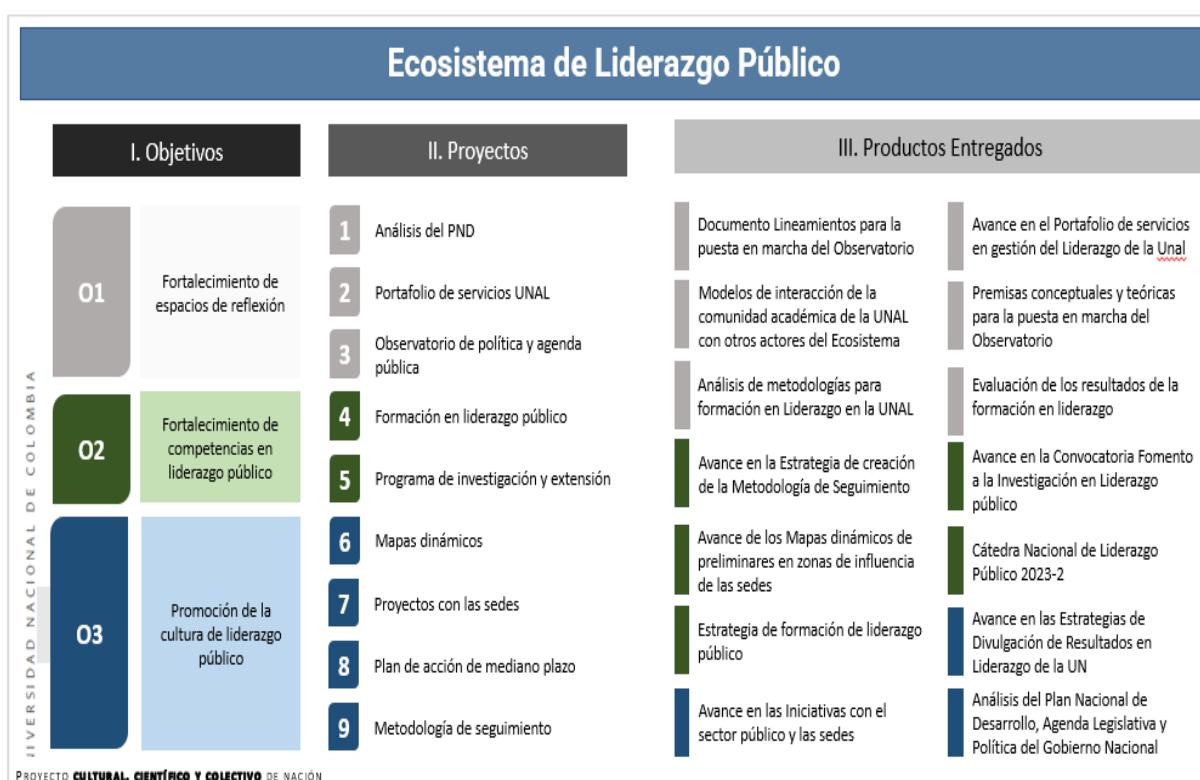 Ecosistema de Liderazgo Público
I. Objetivos
II. Proyectos
III. Productos Entregados
O1
Fortalecimiento de
espacios de reflexión
O2
Fortalecimiento de
competencias en
liderazgo público
O3
Promoción de la
cultura de liderazgo
público
1
Análisis del PND
2
Portafolio de servicios UNAL
3
Observatorio de política y agenda
pública
4
Formación en liderazgo público
5
Programa de investigación y extensión
6
Mapas dinámicos
7
Proyectos con las sedes
8
Plan de acción de mediano plazo
9
Metodología de seguimiento
Documento Lineamientos para la
puesta en marcha del Observatorio
Modelos de interacción de la
comunidad académica de la UNAL
con otros actores del Ecosistema
Análisis de metodologías para
formación en Liderazgo en la UNAL
Avance en la Estrategia de creación
de la Metodología de Seguimiento
Avance de los Mapas dinámicos de
preliminares en zonas de influencia
de las sedes
Estrategia de formación de liderazgo
público
Avance en las Iniciativas con el
sector público y las sedes
Avance en el Portafolio de servicios
en gestión del Liderazgo de la Unal
Premisas conceptuales y teóricas
para la puesta en marcha del
Observatorio
Evaluación de los resultados de la
formación en liderazgo
Avance en la Convocatoria Fomento
a la Investigación en Liderazgo
público
Cátedra Nacional de Liderazgo
Público 2023-2
Avance en las Estrategias de
Divulgación de Resultados en
Liderazgo de la UN
Análisis del Plan Nacional de
Desarrollo, Agenda Legislativa y
Política del Gobierno Nacional
NACIONAL DE COLOMBIA
PROYECTO CULTURAL, CIENTÍFICO Y COLECTIVO DE NACIÓN